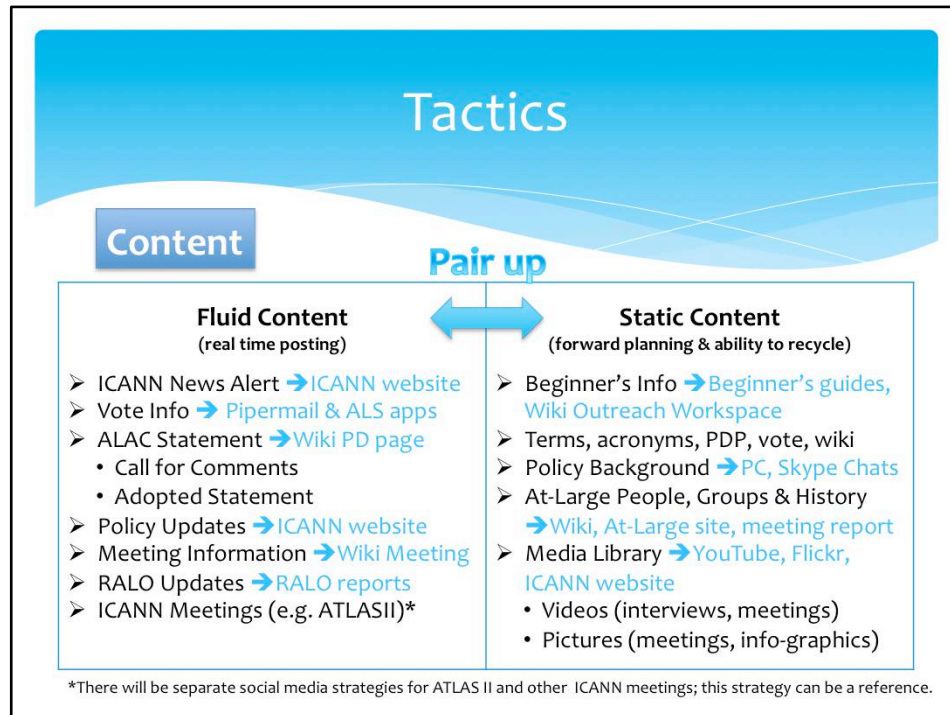 Tactics
Content
Pair up
Fluid Content
(real time posting)
➢ ICANN News Alert ➔ICANN website
➢ Vote Info ➔ Pipermail & ALS apps
➢ ALAC Statement ➔Wiki PD page
• Call for Comments
• Adopted Statement
➢ Policy Updates ➔ICANN website
➢ Meeting Information ➔Wiki Meeting
➢ RALO Updates ➔RALO reports
➢ ICANN Meetings (e.g. ATLASII)*
Static Content
(forward planning & ability to recycle)
➢ Beginner’s Info ➔Beginner’s guides,
Wiki Outreach Workspace
➢ Terms, acronyms, PDP, vote, wiki
➢ Policy Background ➔PC, Skype Chats
➢ At-Large People, Groups & History
➔Wiki, At-Large site, meeting report
➢ Media Library ➔YouTube, Flickr,
ICANN website
• Videos (interviews, meetings)
• Pictures (meetings, info-graphics)
*There will be separate social media strategies for ATLAS II and other ICANN meetings; this strategy can be a reference.